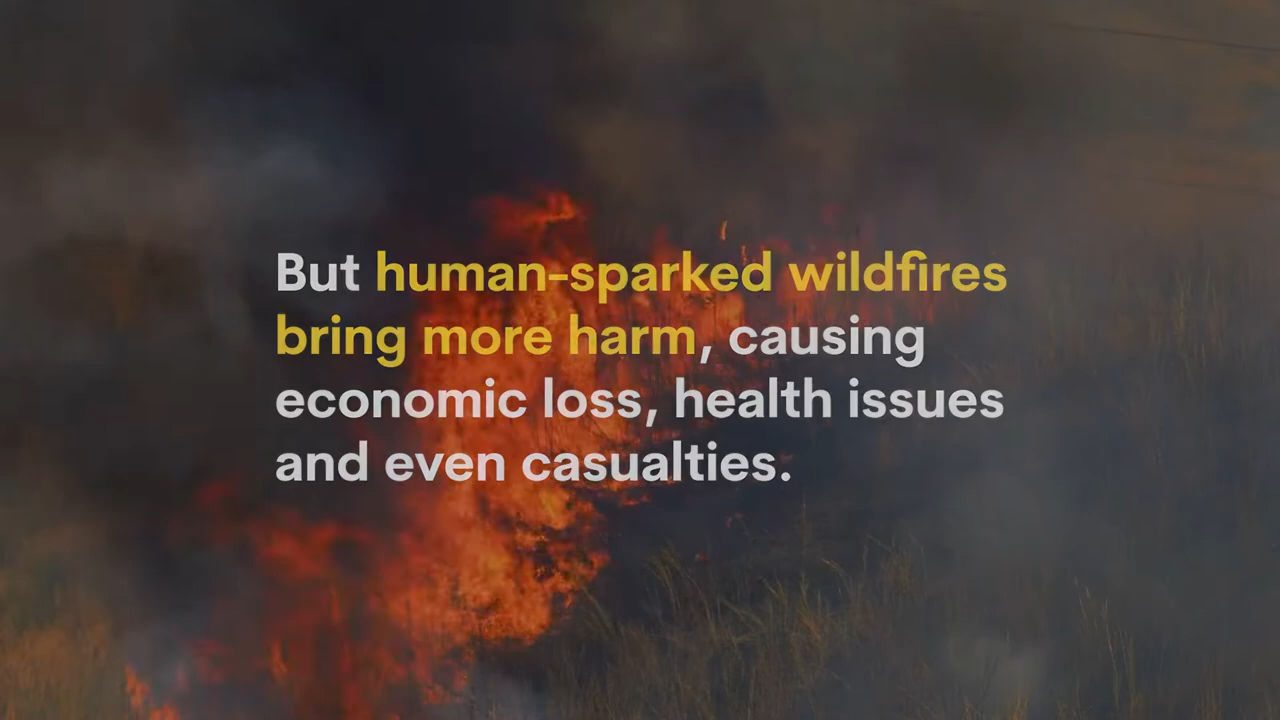 But human-sparked wildfires
bring more harm, causing
economic loss, health issues
and even casualties.